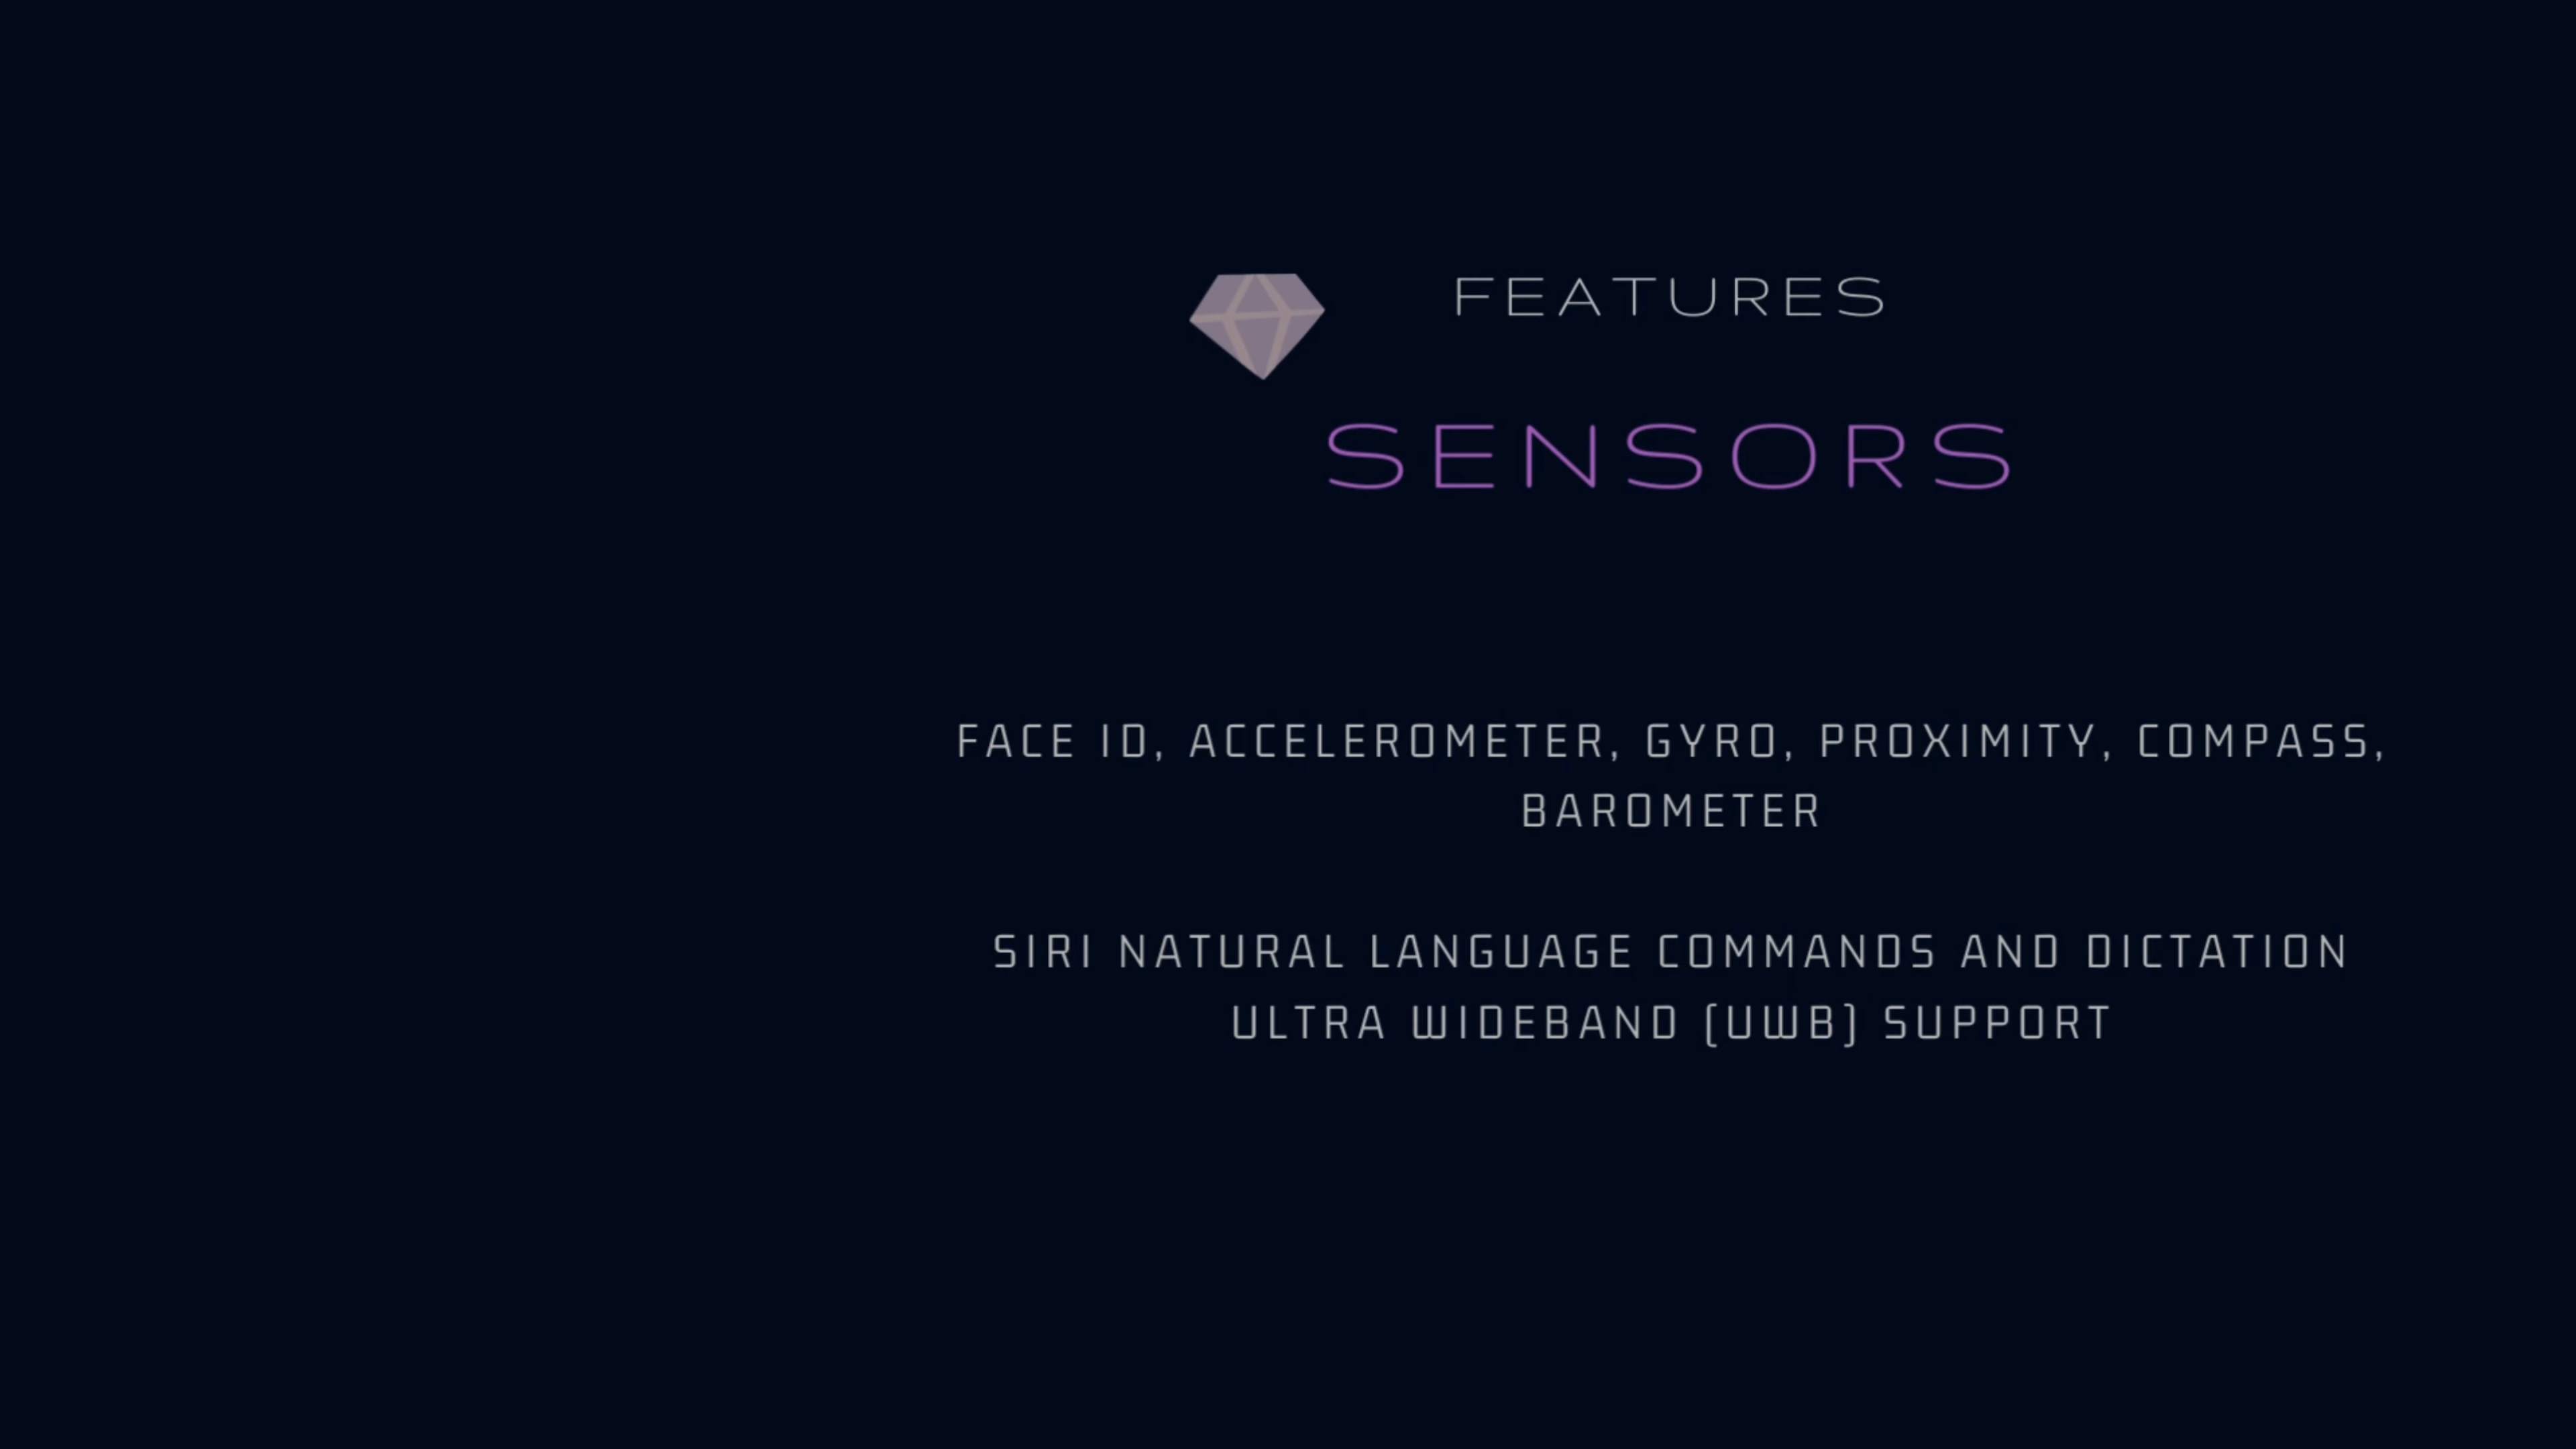 FEATURES
SENSORS
FACE ID, ACCELEROMETER, GYRO, PROXIMITY, COMPASS,
BAROMETER
SIRI NATURAL LANGUAGE COMMANDS AND DICTATION
ULTRA WIDEBAND (UWB) SUPPORT